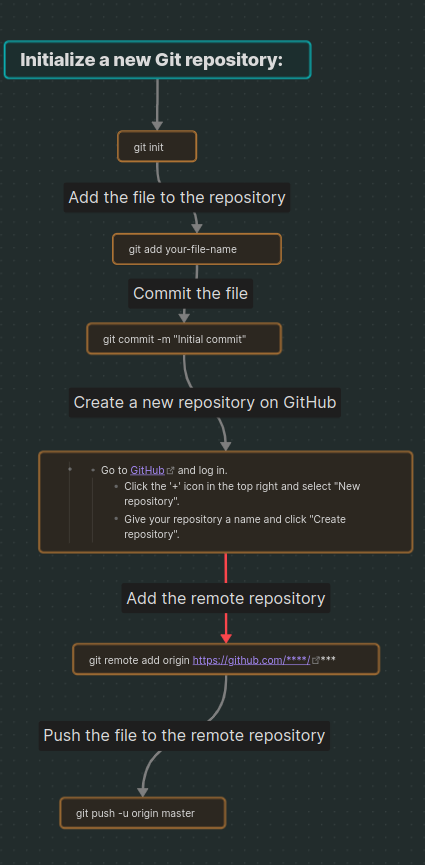 Initialize a new Git repository:
git init
Add the file to the repository
git add your-file-name
Commit the file
git commit -m "Initial commit"
Create a new repository on GitHub
Go to GitHub and log in.
Click the '+' icon in the top right and select "New
repository".
Give your repository a name and click "Create
repository".
Add the remote repository
git remote add origin https://github.com/****/***
Push the file to the remote repository
git push -u origin master